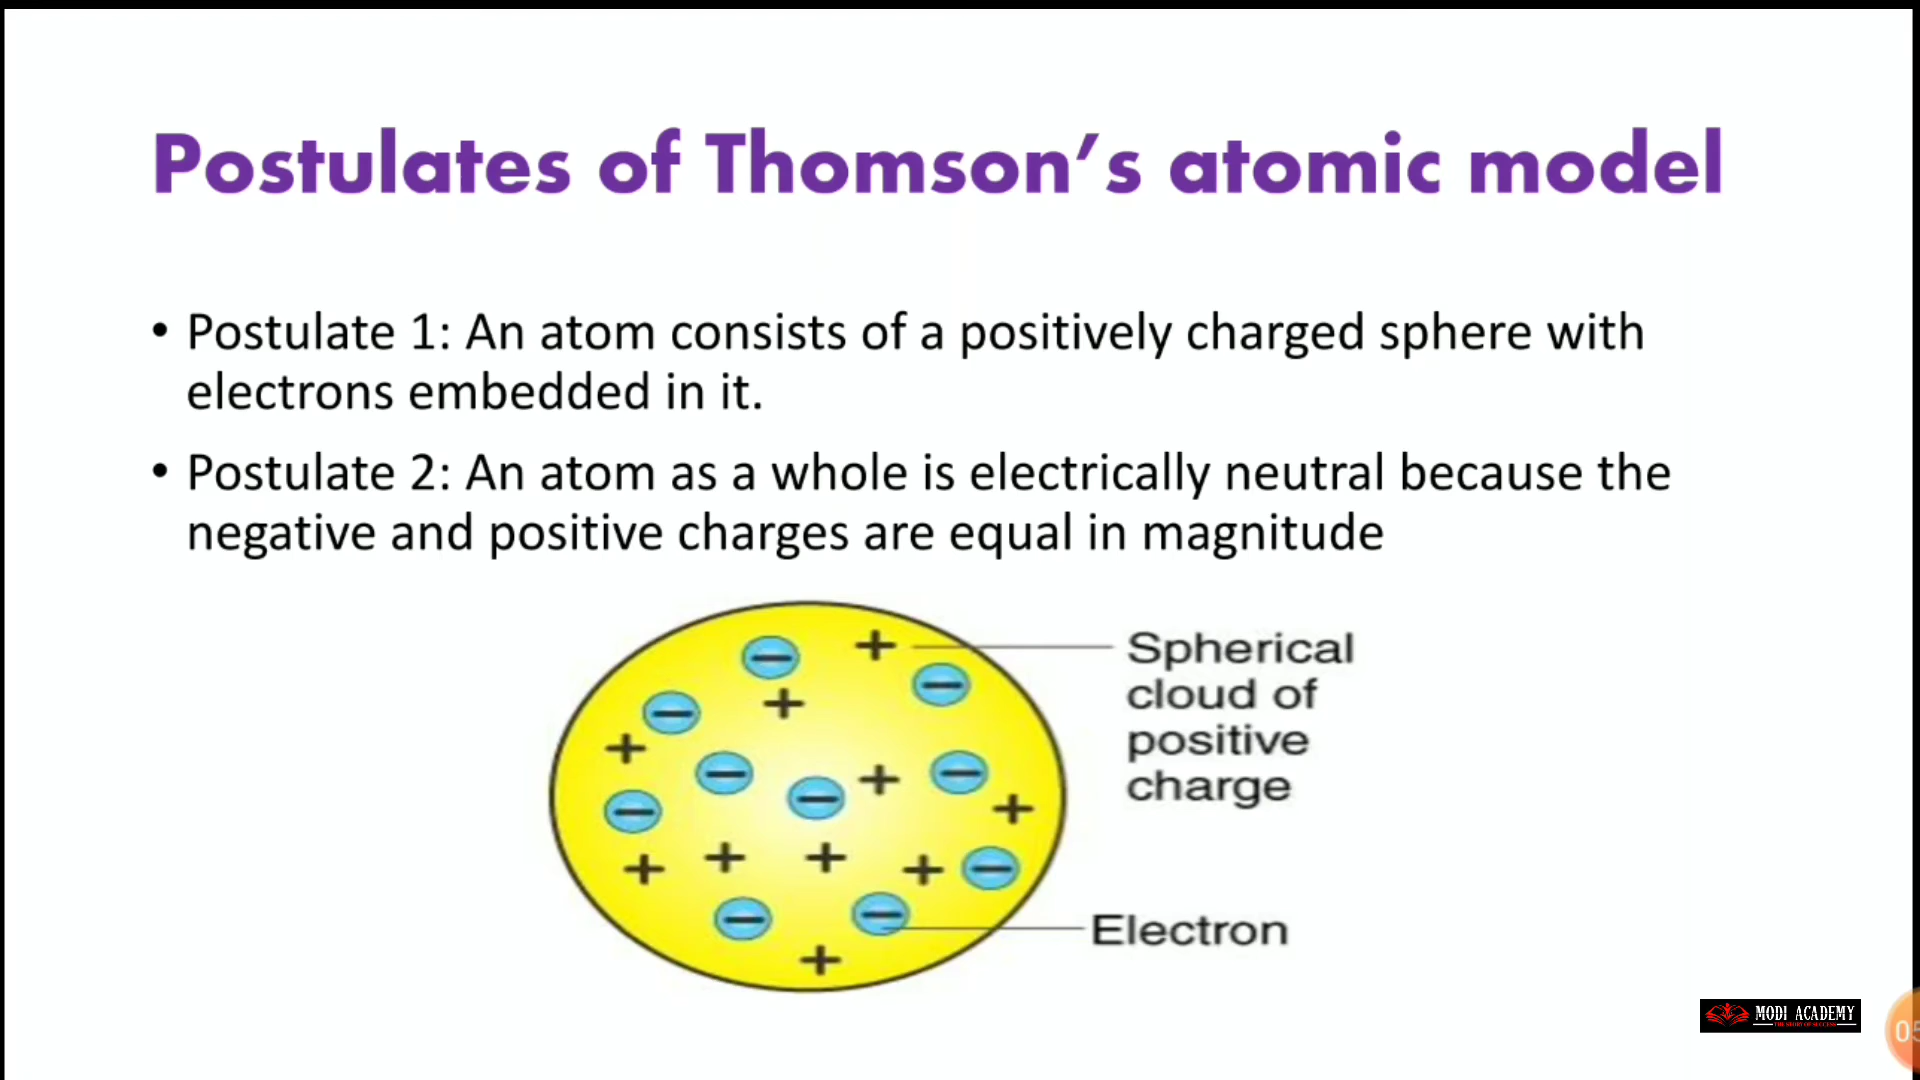 Postulates of Thomson’s atomic model
• Postulate 1: An atom consists of a positively charged sphere with
electrons embedded in it.
• Postulate 2: An atom as a whole is electrically neutral because the
negative and positive charges are equal in magnitude
Spherical
cloud of
positive
charge
Electron
MODI ACADEMY
05